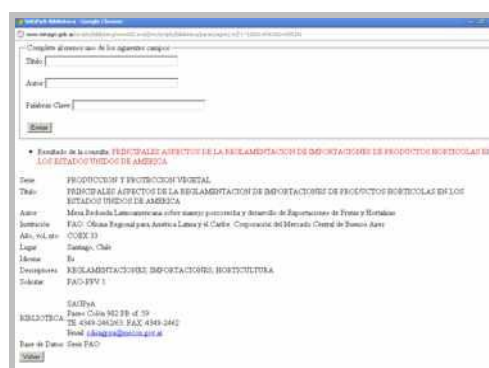 Complete al menos uno de los siguientes campos
Título
Autor
Palabras Clave
Enviar
Resultado de la consulta: PRINCIPALES ASPECTOS DE LA REGLAMENTACION DE IMPORTACIONES DE PRODUCTOS HORTICOLAS EN
LOS ESTADOS UNIDOS DE AMERICA
Serie PRODUCCION Y PROTECCION VEGETAL
Título PRINCIPALES ASPECTOS DE LA REGLAMENTACION DE IMPORTACIONES DE PRODUCTOS HORTICOLAS EN LOS
ESTADOS UNIDOS DE AMERICA
Autor Mesa Redonda Latinoamericana sobre manejo postcosecha y desarrollo de Exportaciones de Frutas y Hortalizas
Institución FAO. Oficina Regional para América Latina y el Caribe. Corporación del Mercado Central de Buenos Aires
Año, vol, nro CODEX 33
Lugar Santiago, Chile
Idioma Es
Descriptores REGLAMENTACIONES, IMPORTACIONES, HORTICULTURA
Solicitar FAO-PPV 1
SAGPyA
BIBLIOTECA Paseo Colón 982 PB of. 59
TE 4349-2462/63 FAX 4349-2462
Email
Base de Datos Serie FAO
Volver